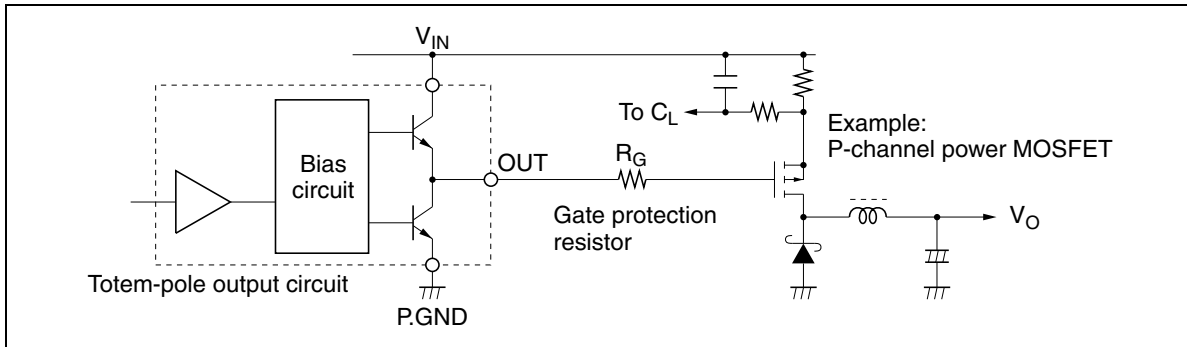 V_IN
To C_L
Example:
P-channel power MOSFET
Bias
circuit
OUT
R_G
Gate protection
resistor
V_O
Totem-pole output circuit
P.GND